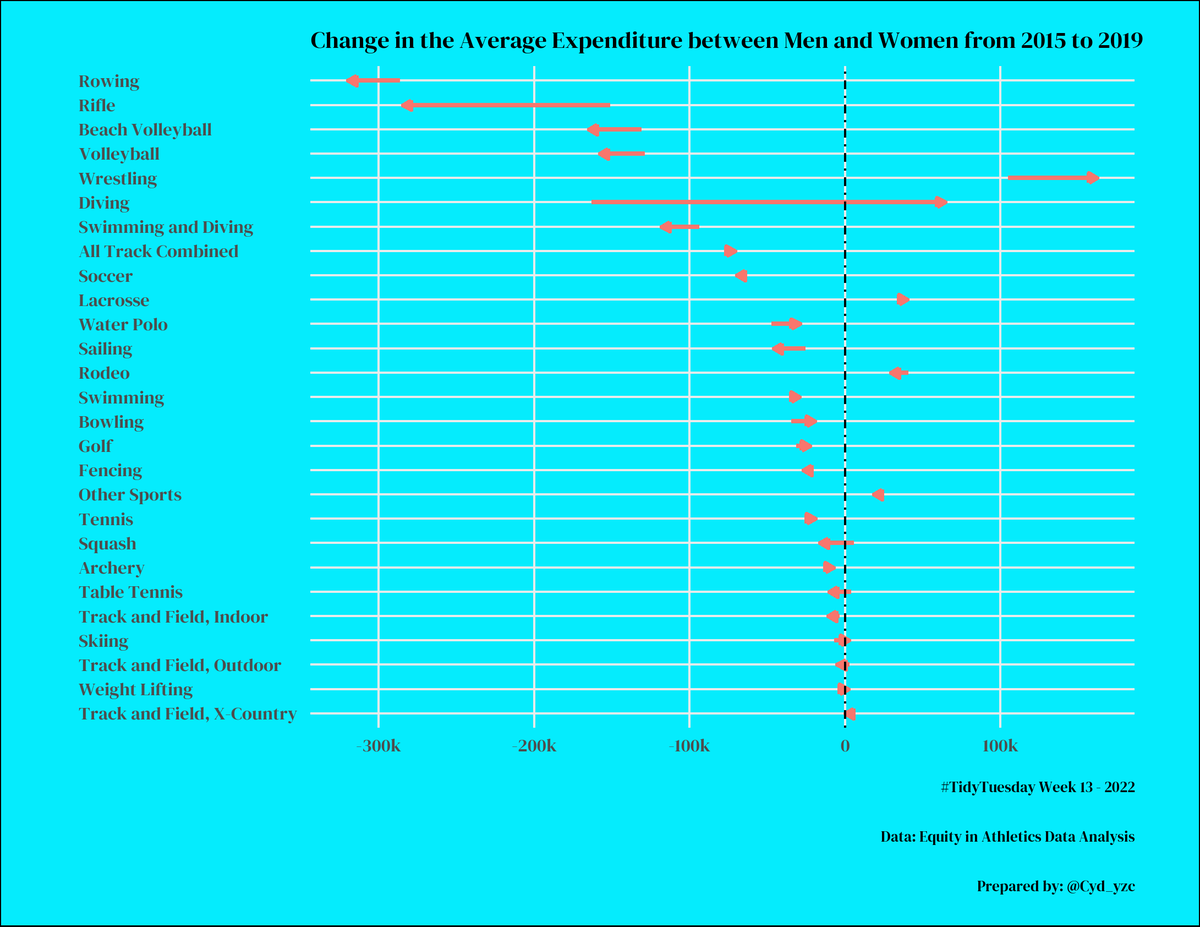 Change in the Average Expenditure between Men and Women from 2015 to 2019
Rowing
Rifle
Beach Volleyball
Volleyball
Wrestling
Diving
Swimming and Diving
All Track Combined
Soccer
Lacrosse
Water Polo
Sailing
Rodeo
Swimming
Bowling
Golf
Fencing
Other Sports
Tennis
Squash
Archery
Table Tennis
Track and Field, Indoor
Skiing
Track and Field, Outdoor
Weight Lifting
Track and Field, X-Country
-300k -200k -100k 0 100k
#TidyTuesday Week 13 - 2022
Data: Equity in Athletics Data Analysis
Prepared by: @Cyd_yzc